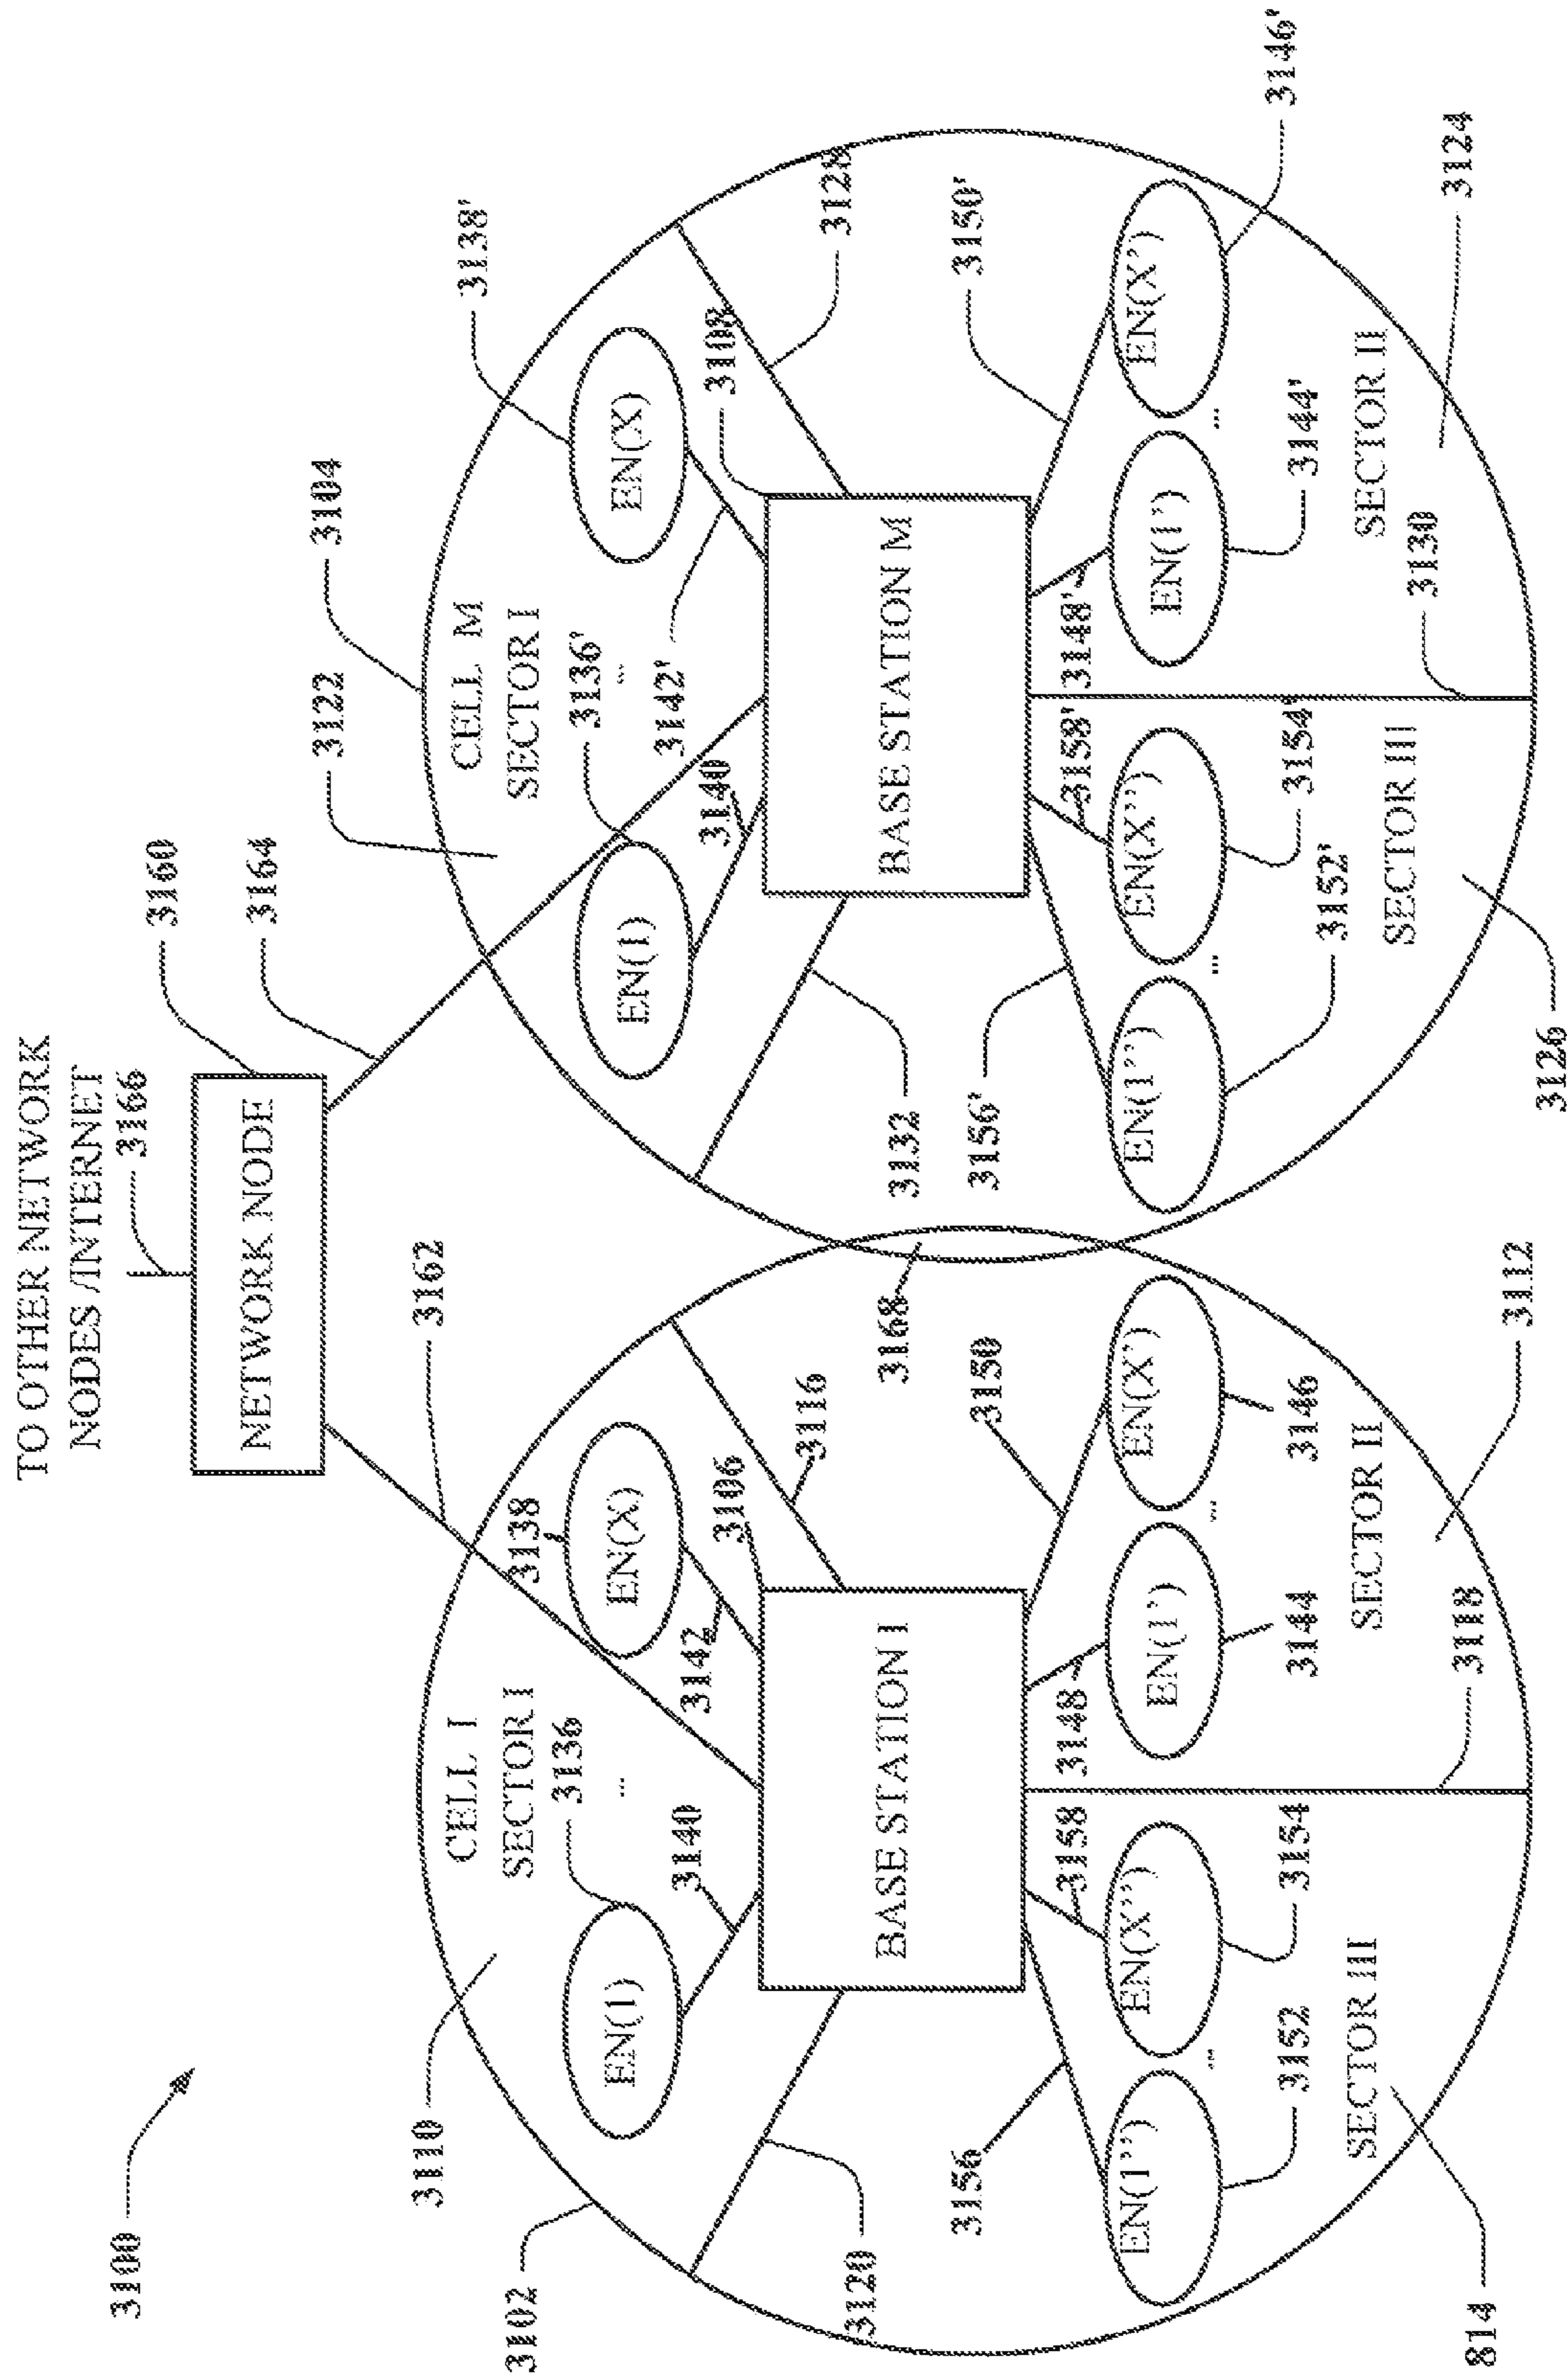 3100
TO OTHER NETWORK
NODES /INTERNET
3166
NETWORK NODE
3160
3162
3164
3102
3110
CELL I
SECTOR I
3136
...
EN(1)
3138
EN(X)
3140
3142
3106
BASE STATION I
3116
3120
3156
3158
3148
3150
EN(1'')
...
EN(X'')
EN(1')
...
EN(X')
3152
3154
3144
3146
SECTOR III
SECTOR II
814
3118
3112
3168
3104
3122
CELL M
SECTOR I
3136'
...
3138'
EN(1)
EN(X)
3140
3142'
3108
BASE STATION M
3128
3132
3156'
3158'
3148'
3150'
EN(1'')
...
EN(X'')
EN(1')
...
EN(X')
3152'
3154'
3144'
3146'
SECTOR III
SECTOR II
3126
3130
3124